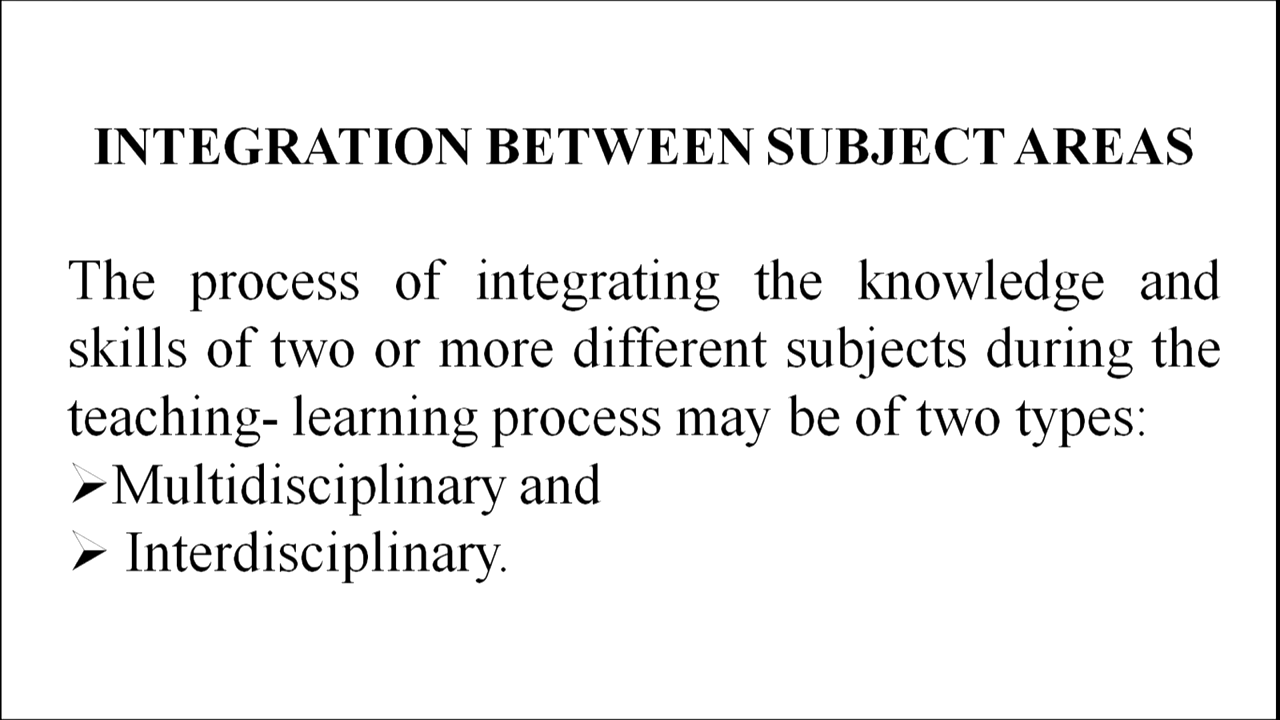 INTEGRATION BETWEEN SUBJECT AREAS
The process of integrating the knowledge and
skills of two or more different subjects during the
teaching- learning process may be of two types:
➢Multidisciplinary and
➢ Interdisciplinary.